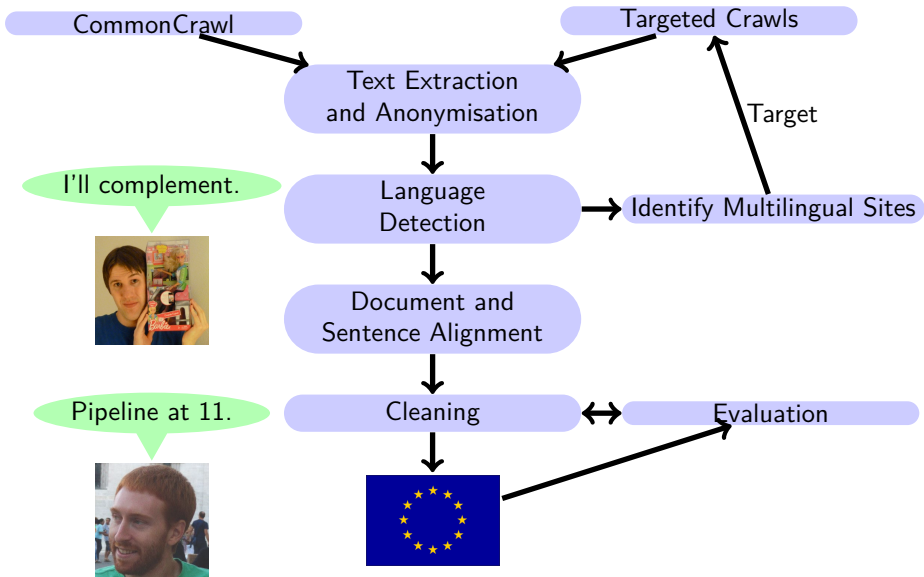 CommonCrawl
Targeted Crawls
Text Extraction
and Anonymisation
Target
I'll complement.
Language
Detection
Identify Multilingual Sites
Document and
Sentence Alignment
Pipeline at 11.
Cleaning
Evaluation
Barbie